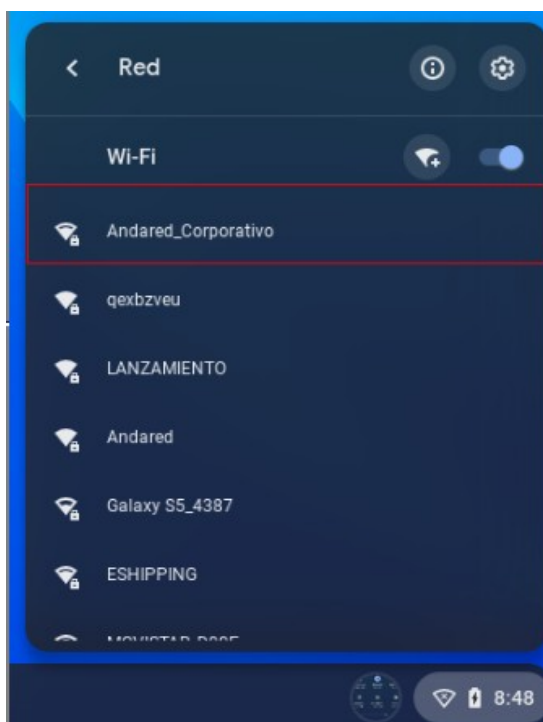 Red
Wi-Fi
Andared_Corporativo
qexbzveu
LANZAMIENTO
Andared
Galaxy S5_4387
ESHIPPING
8:48